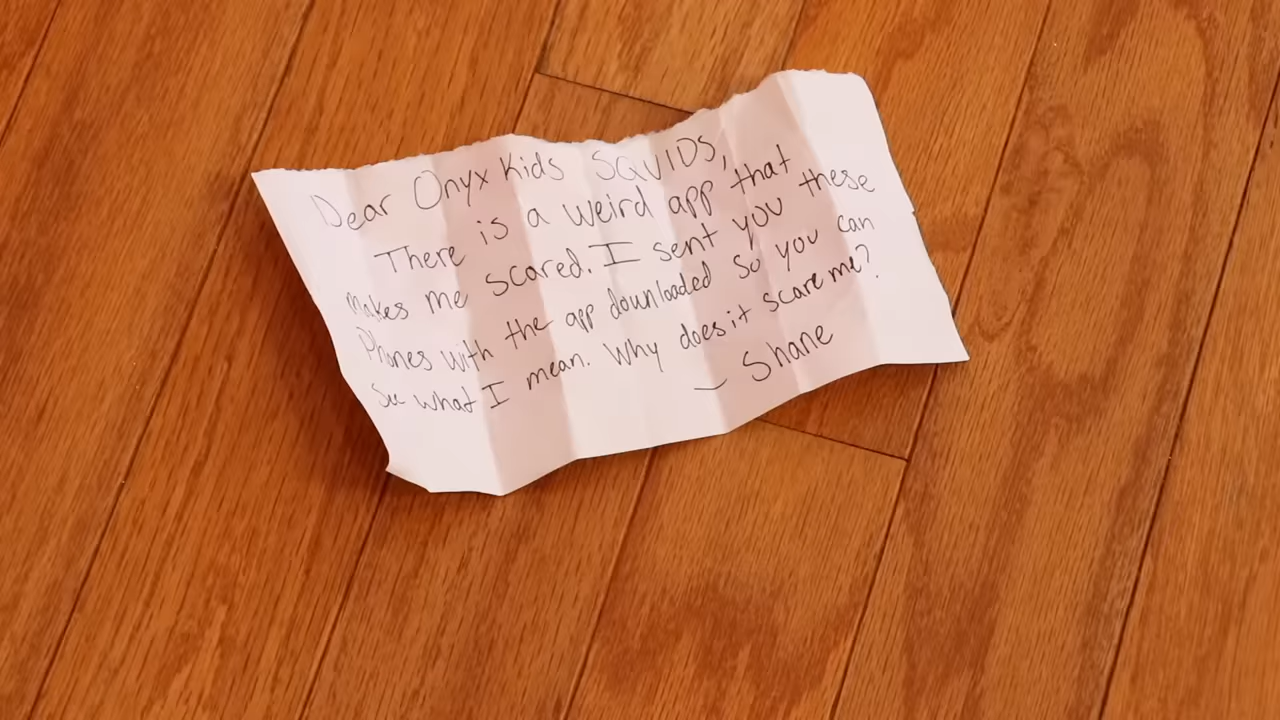 Dear Onyx Kids SQUIDS,
There is a weird app that
makes me scared. I sent you these
Phones with the app downloaded so you can
See what I mean. Why does it scare me?
— Shane